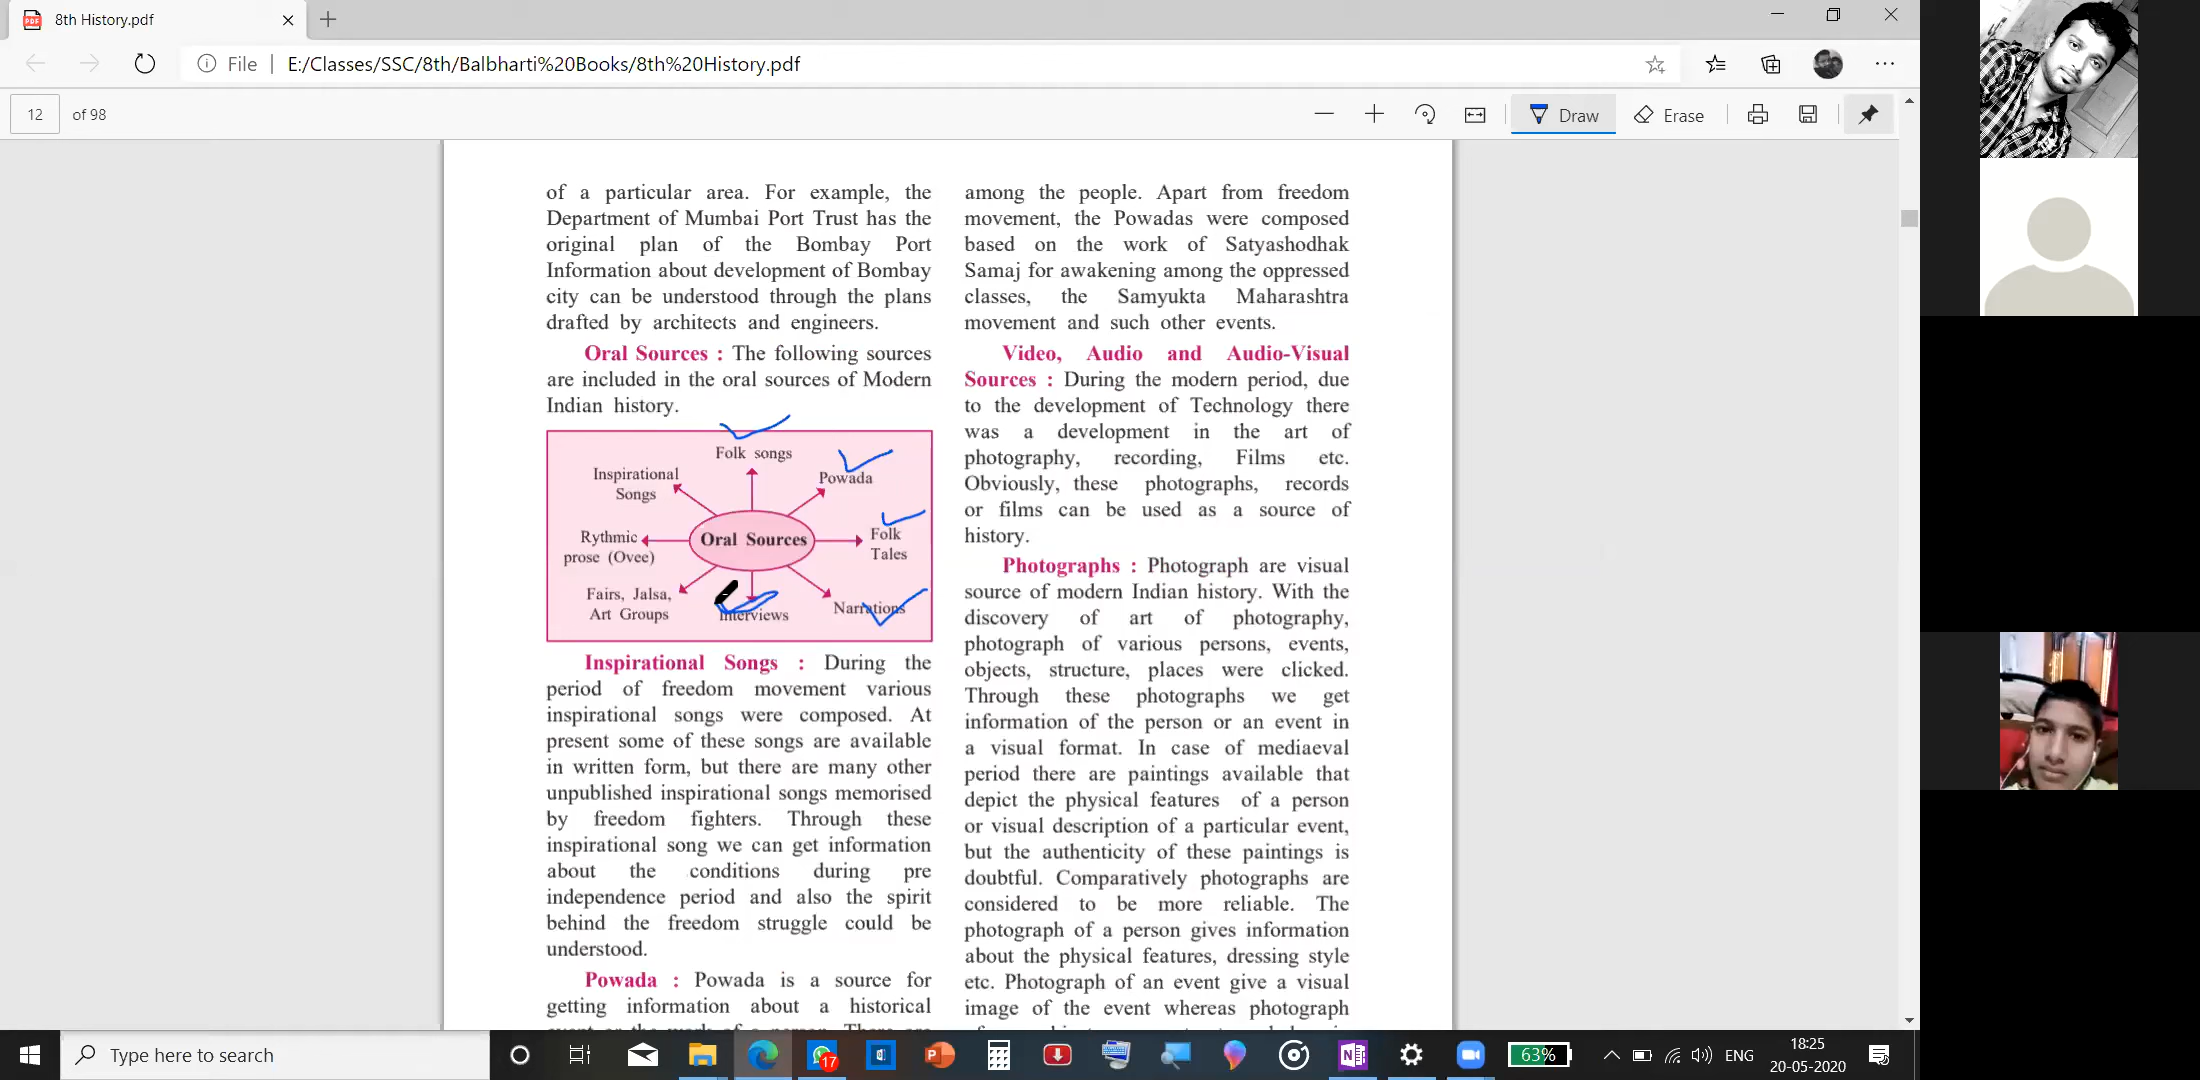 8th History.pdf
File
E:/Classes/SSC/8th/Balbharti%20Books/8th%20History.pdf
12 of 98
Draw
Erase
of a particular area. For example, the
Department of Mumbai Port Trust has the
original plan of the Bombay Port
Information about development of Bombay
city can be understood through the plans
drafted by architects and engineers.
Oral Sources : The following sources
are included in the oral sources of Modern
Indian history.
Folk songs
Inspirational
Songs
Powada
Rythmic
prose (Ovee)
Oral Sources
Folk
Tales
Fairs, Jalsa,
Art Groups
Interviews
Narrations
Inspirational Songs : During the
period of freedom movement various
inspirational songs were composed. At
present some of these songs are available
in written form, but there are many other
unpublished inspirational songs memorised
by freedom fighters. Through these
inspirational song we can get information
about the conditions during pre
independence period and also the spirit
behind the freedom struggle could be
understood.
Powada : Powada is a source for
getting information about a historical
among the people. Apart from freedom
movement, the Powadas were composed
based on the work of Satyashodhak
Samaj for awakening among the oppressed
classes, the Samyukta Maharashtra
movement and such other events.
Video, Audio and Audio-Visual
Sources : During the modern period, due
to the development of Technology there
was a development in the art of
photography, recording, Films etc.
Obviously, these photographs, records
or films can be used as a source of
history.
Photographs : Photograph are visual
source of modern Indian history. With the
discovery of art of photography,
photograph of various persons, events,
objects, structure, places were clicked.
Through these photographs we get
information of the person or an event in
a visual format. In case of mediaeval
period there are paintings available that
depict the physical features of a person
or visual description of a particular event,
but the authenticity of these paintings is
doubtful. Comparatively photographs are
considered to be more reliable. The
photograph of a person gives information
about the physical features, dressing style
etc. Photograph of an event give a visual
image of the event whereas photograph
Type here to search
17
63%
ENG
18:25
20-05-2020